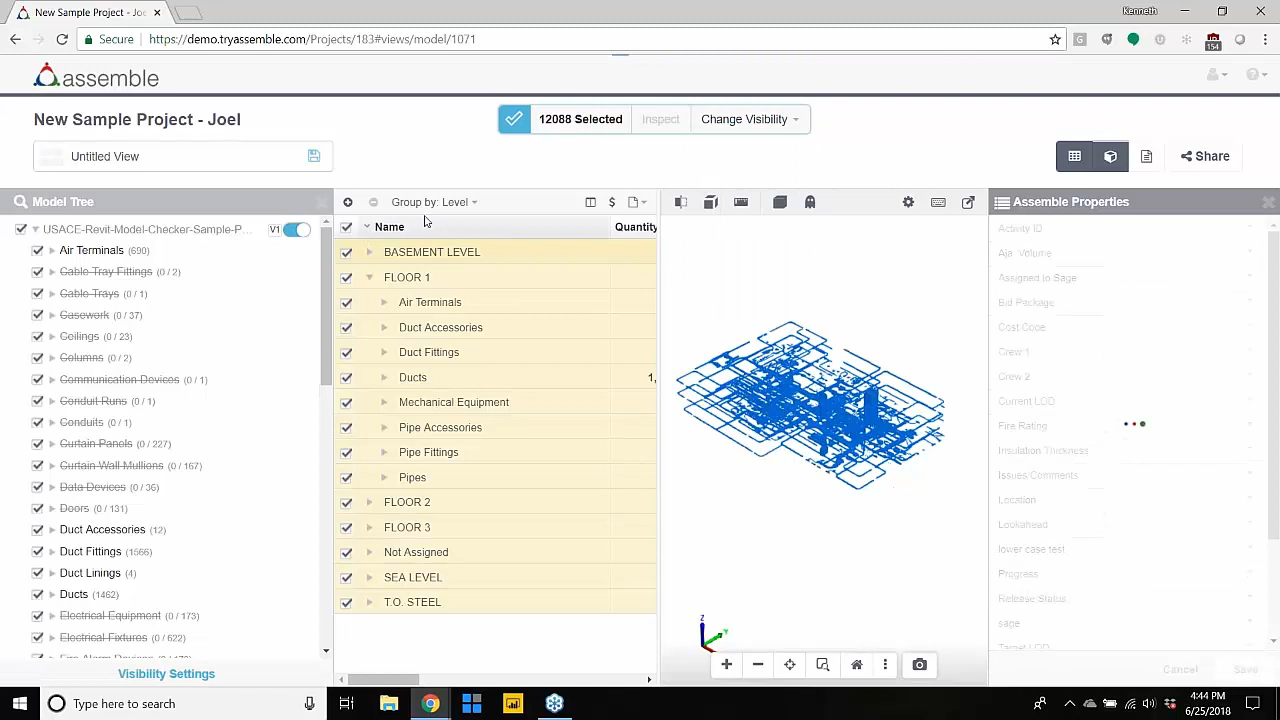 New Sample Project - Joe
Kenneth
Secure
https://demo.tryassemble.com/Projects/183#views/model/1071
154
assemble
New Sample Project - Joel
12088 Selected
Inspect
Change Visibility
Untitled View
Share
Model Tree
Group by: Level
$
Assemble Properties
USACE-Revit-Model-Checker-Sample-P...
V1
Air Terminals (690)
Cable Tray Fittings (0 / 2)
Cable Trays (0 / 1)
Casework (0 / 37)
Ceilings (0 / 23)
Columns (0 / 2)
Communication Devices (0 / 1)
Conduit Runs (0 / 1)
Conduits (0 / 1)
Curtain Panels (0 / 227)
Curtain Wall Mullions (0 / 167)
Data Devices (0 / 36)
Doors (0 / 131)
Duct Accessories (12)
Duct Fittings (1566)
Duct Linings (4)
Ducts (1462)
Electrical Equipment (0 / 173)
Electrical Fixtures (0 / 622)
Visibility Settings
Name
Quantity
BASEMENT LEVEL
FLOOR 1
Air Terminals
Duct Accessories
Duct Fittings
Ducts
1,
Mechanical Equipment
Pipe Accessories
Pipe Fittings
Pipes
FLOOR 2
FLOOR 3
Not Assigned
SEA LEVEL
T.O. STEEL
Z
Y
Activity ID
Aja_Volume
Assigned In Sage
Bid Package
Cost Code
Crew 1
Crew 2
Current LOD
Fire Rating
Insulation Thickness
Issues/Comments
Location
Lookahead
lower case test
Progress
Release Status
sape
Target LOD
Cancel
Save
Type here to search
4:44 PM
6/25/2018